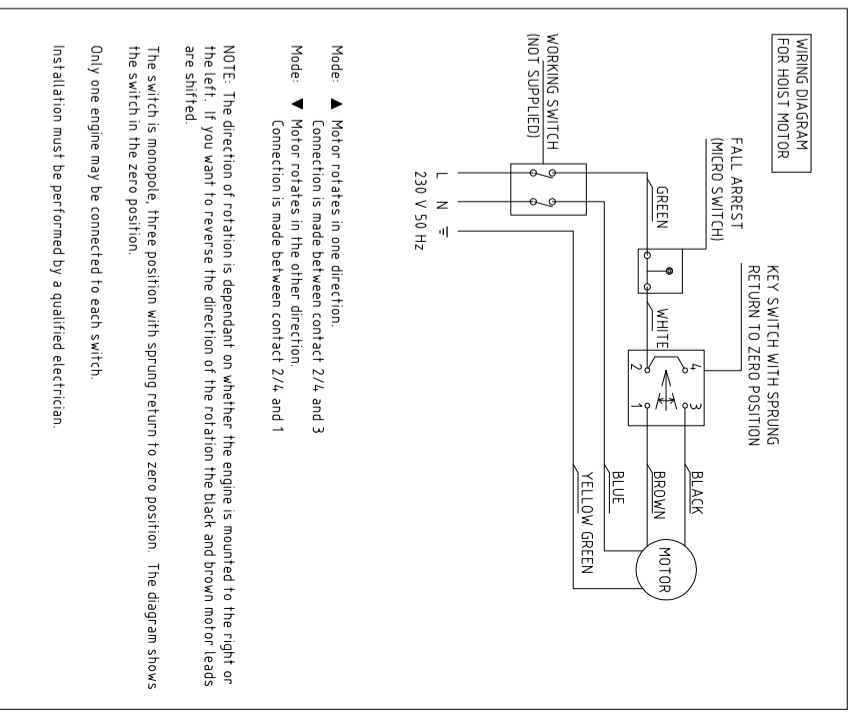 WIRING DIAGRAM
FOR HOIST MOTOR
FALL ARREST
(MICRO SWITCH)
KEY SWITCH WITH SPRUNG
RETURN TO ZERO POSITION
WORKING SWITCH
(NOT SUPPLIED)
GREEN
WHITE
4
3
2
1
BLACK
BROWN
BLUE
YELLOW GREEN
MOTOR
L N
230 V 50 Hz
Mode: ▲ Motor rotates in one direction.
Connection is made between contact 2/4 and 3
Mode: ▼ Motor rotates in the other direction.
Connection is made between contact 2/4 and 1
NOTE: The direction of rotation is dependant on whether the engine is mounted to the right or
the left. If you want to reverse the direction of the rotation the black and brown motor leads
are shifted.
The switch is monopole, three position with sprung return to zero position. The diagram shows
the switch in the zero position.
Only one engine may be connected to each switch.
Installation must be performed by a qualified electrician.